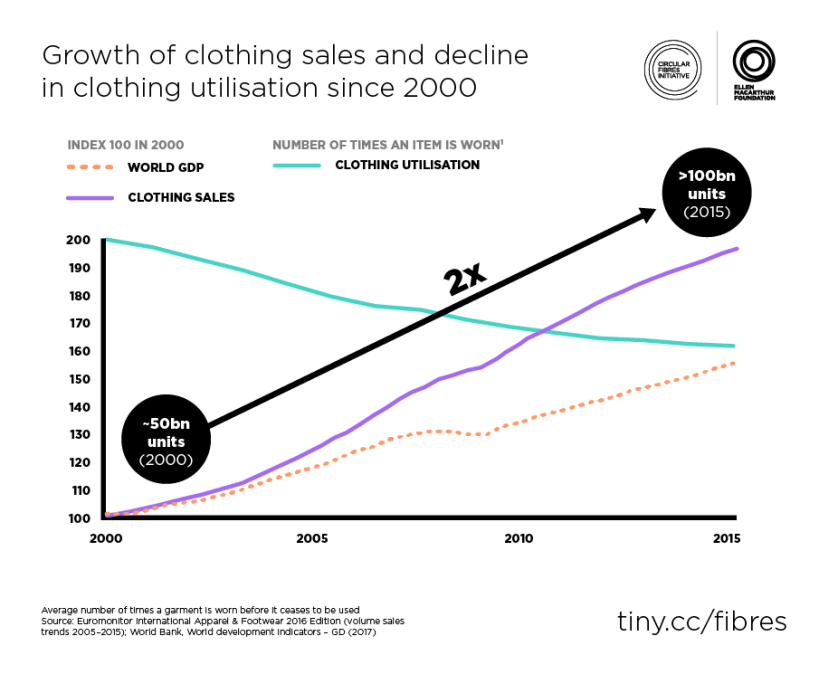 Growth of clothing sales and decline
in clothing utilisation since 2000
CIRCULAR
FIBRES
INITIATIVE
ELLEN
MACARTHUR
FOUNDATION
INDEX 100 IN 2000
WORLD GDP
CLOTHING SALES
NUMBER OF TIMES AN ITEM IS WORN¹
CLOTHING UTILISATION
>100bn
units
(2015)
2x
~50bn
units
(2000)
200
190
180
170
160
150
140
130
120
110
100
2000
2005
2010
2015
Average number of times a garment is worn before it ceases to be used
Source: Euromonitor International Apparel & Footwear 2016 Edition (volume sales
trends 2005–2015); World Bank, World development indicators – GD (2017)
tiny.cc/fibres